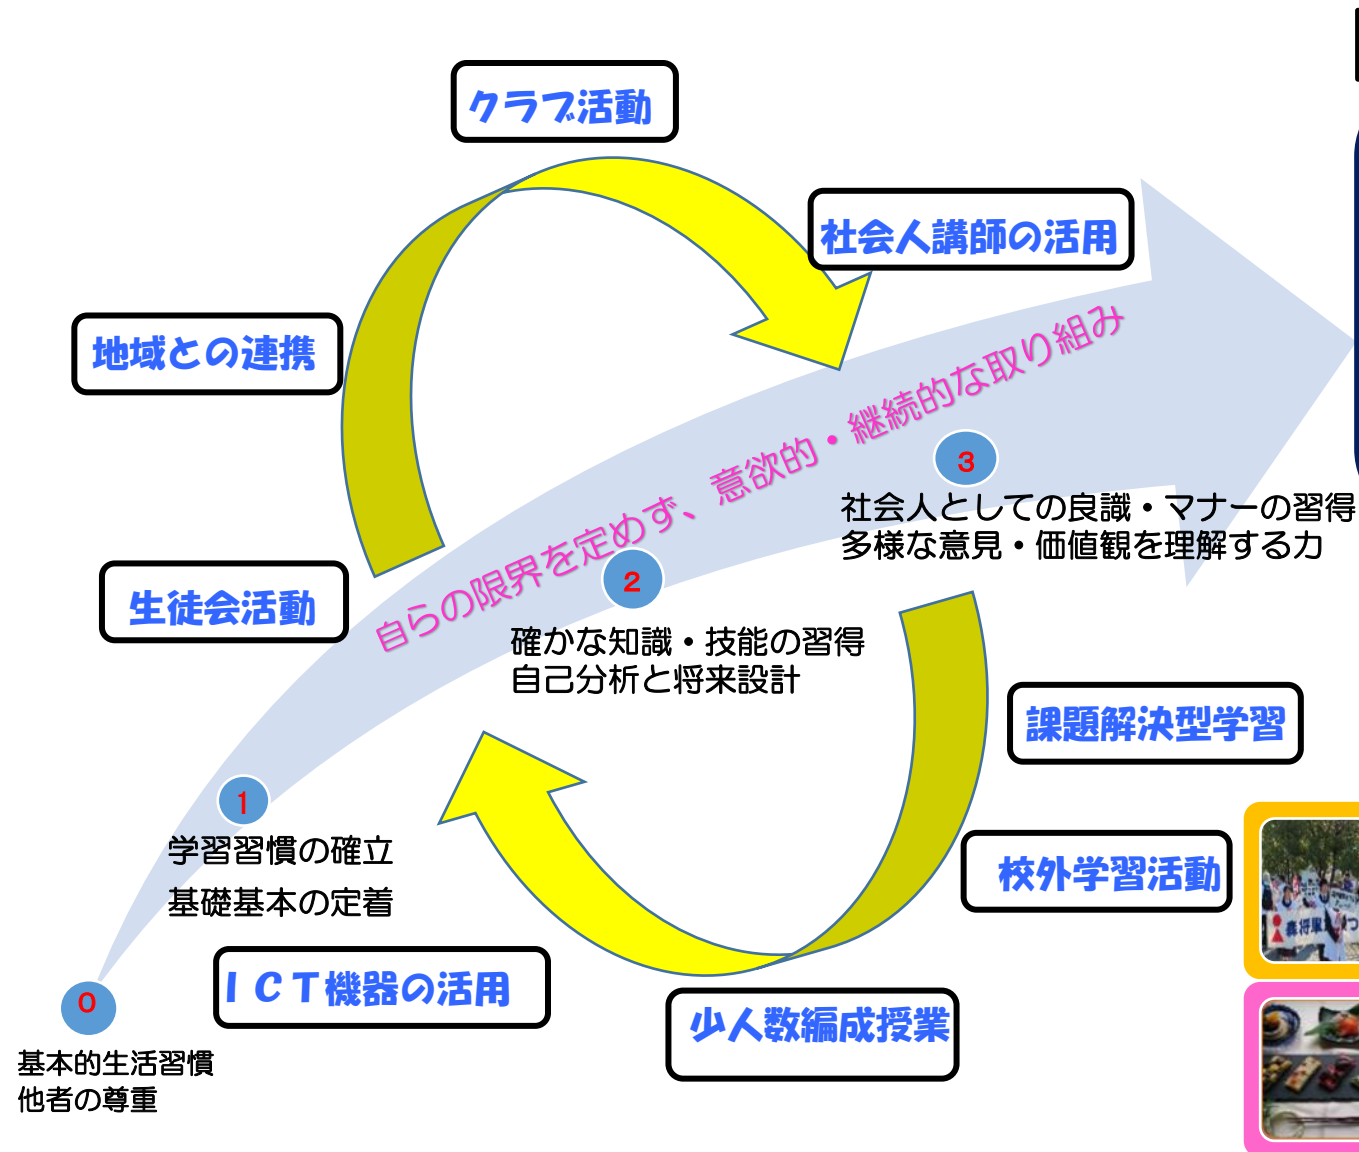 クラブ活動
社会人講師の活用
地域との連携
自らの限界を定めず、意欲的・継続的な取り組み
3
社会人としての良識・マナーの習得
多様な意見・価値観を理解する力
生徒会活動
2
確かな知識・技能の習得
自己分析と将来設計
課題解決型学習
1
学習習慣の確立
基礎基本の定着
校外学習活動
ICT機器の活用
少人数編成授業
0
基本的生活習慣
他者の尊重